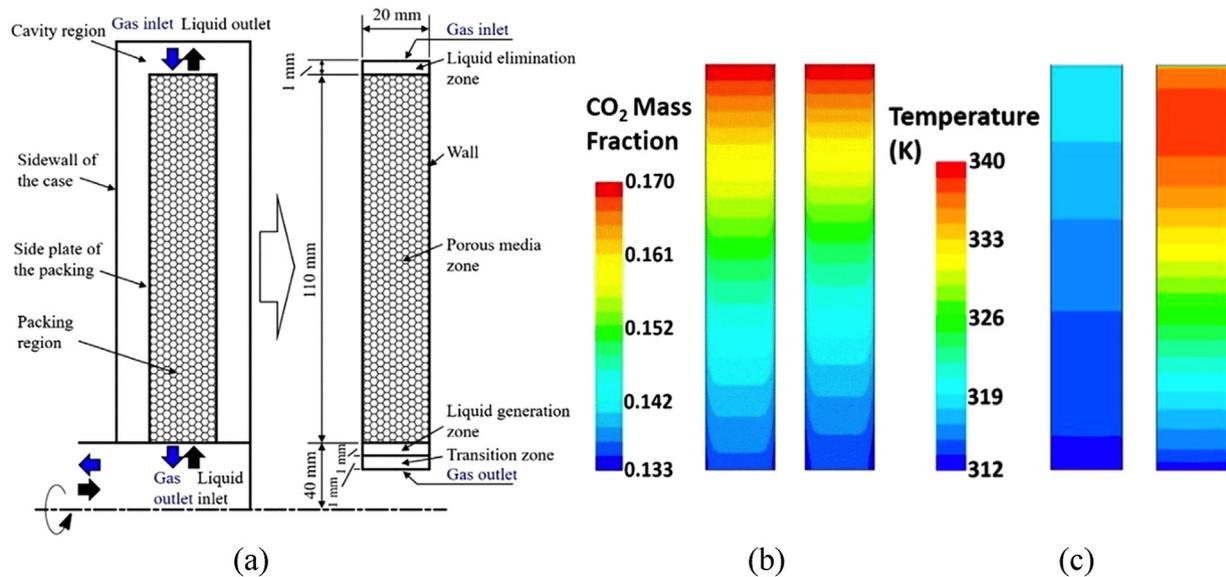 Gas inlet Liquid outlet
Cavity region
Sidewall of
the case
Side plate of
the packing
Packing
region
Gas Liquid
outlet inlet
20 mm
Gas inlet
Liquid elimination
zone
1 mm
Wall
110 mm
Porous media
zone
Liquid generation
zone
Transition zone
Gas outlet
1 mm
1 mm
40 mm
(a)
CO₂ Mass
Fraction
0.170
0.161
0.152
0.142
0.133
(b)
Temperature
(K)
340
333
326
319
312
(c)